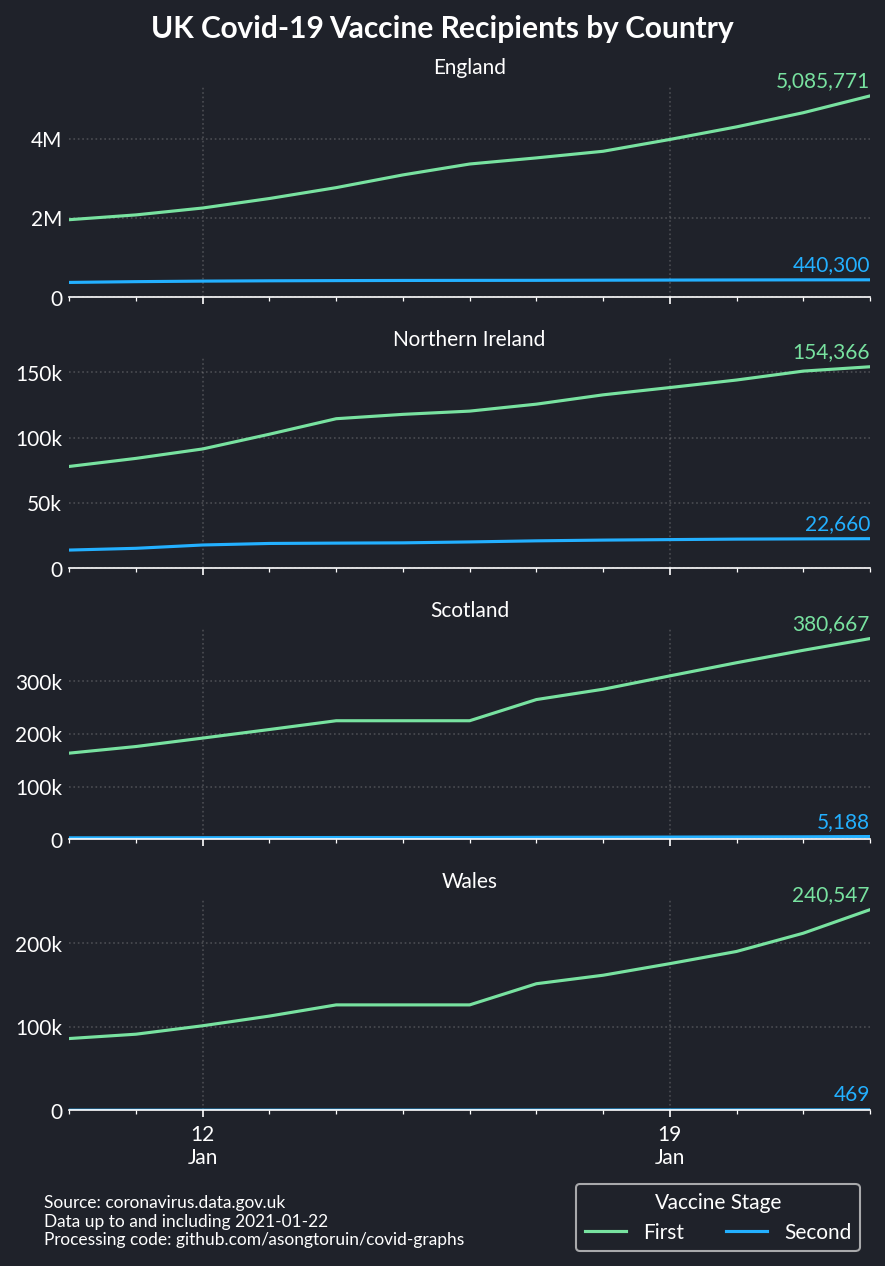 UK Covid-19 Vaccine Recipients by Country
England
5,085,771
4M
2M
440,300
0
Northern Ireland
154,366
150k
100k
50k
22,660
0
Scotland
380,667
300k
200k
100k
5,188
0
Wales
240,547
200k
100k
469
0
12
Jan
19
Jan
Source: coronavirus.data.gov.uk
Data up to and including 2021-01-22
Processing code: github.com/asongtoruin/covid-graphs
Vaccine Stage
First
Second